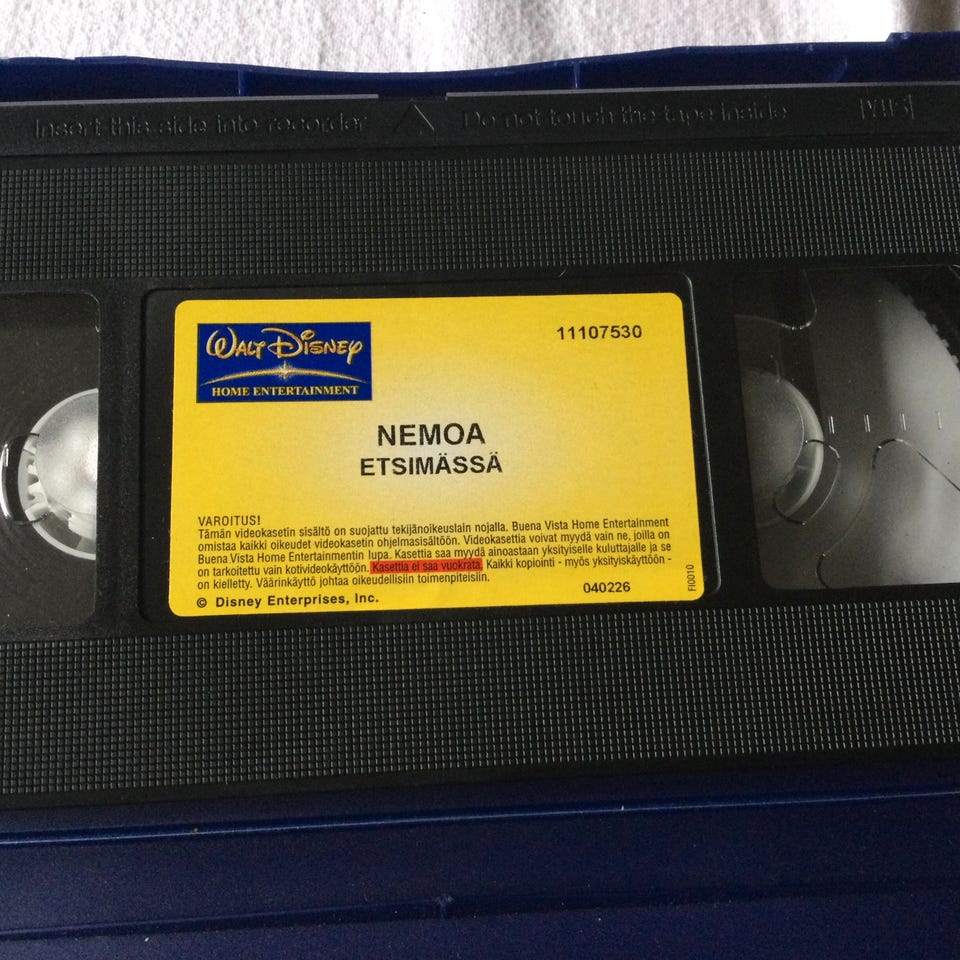 Insert this side into recorder Do not touch the tape inside VHS
WALT DISNEY
HOME ENTERTAINMENT
11107530
NEMOA
ETSIMÄSSÄ
VAROITUS!
Tämän videokasetin sisältö on suojattu tekijänoikeuslain nojalla. Buena Vista Home Entertainment
omistaa kaikki oikeudet videokasetin ohjelmasisältöön. Videokasettia voivat myydä vain ne, joilla on
Buena Vista Home Entertainmentin lupa. Kasettia saa myydä ainoastaan yksityiselle kuluttajalle ja se
on tarkoitettu vain kotivideokäyttöön. Kasettia ei saa vuokrata. Kaikki kopiointi - myös yksityiskäyttöön -
on kielletty. Väärinkäyttö johtaa oikeudellisiin toimenpiteisiin.
© Disney Enterprises, Inc.
040226
FI0010